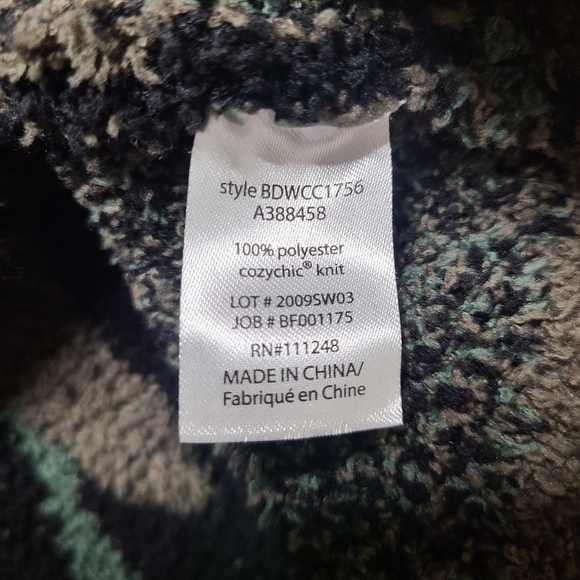 style BDWCC1756
A388458
100% polyester
cozychic® knit
LOT # 2009SW03
JOB # BF001175
RN#111248
MADE IN CHINA/
Fabriqué en Chine